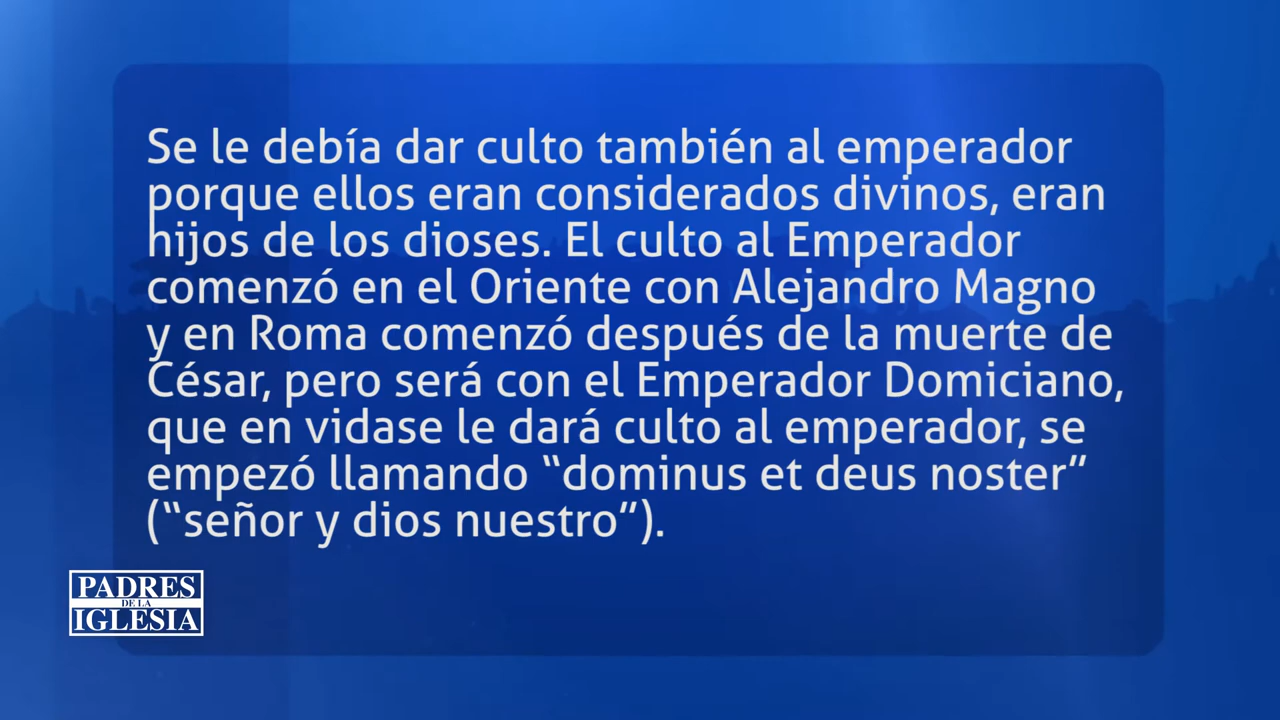 Se le debía dar culto también al emperador
porque ellos eran considerados divinos, eran
hijos de los dioses. El culto al Emperador
comenzó en el Oriente con Alejandro Magno
y en Roma comenzó después de la muerte de
César, pero será con el Emperador Domiciano,
que en vidase le dará culto al emperador, se
empezó llamando “dominus et deus noster”
(“señor y dios nuestro”).
PADRES
DE LA
IGLESIA